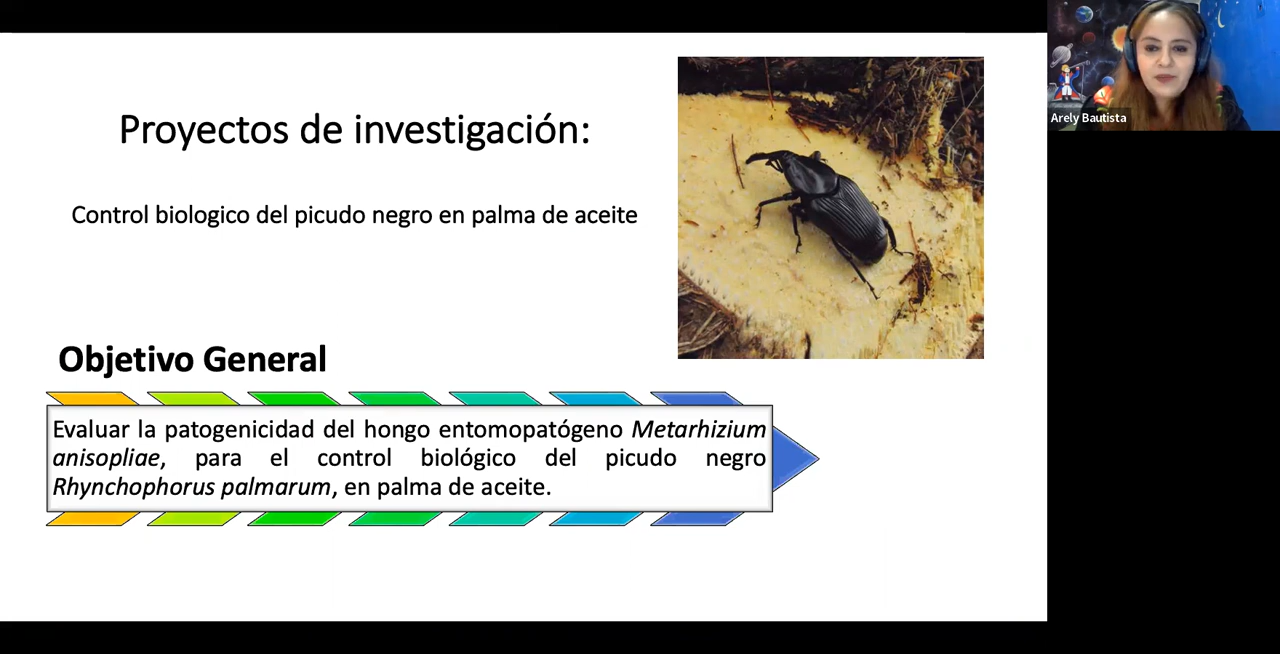 Proyectos de investigación:
Control biologico del picudo negro en palma de aceite
Objetivo General
Evaluar la patogenicidad del hongo entomopatógeno Metarhizium
anisopliae, para el control biológico del picudo negro
Rhynchophorus palmarum, en palma de aceite.
Arely Bautista